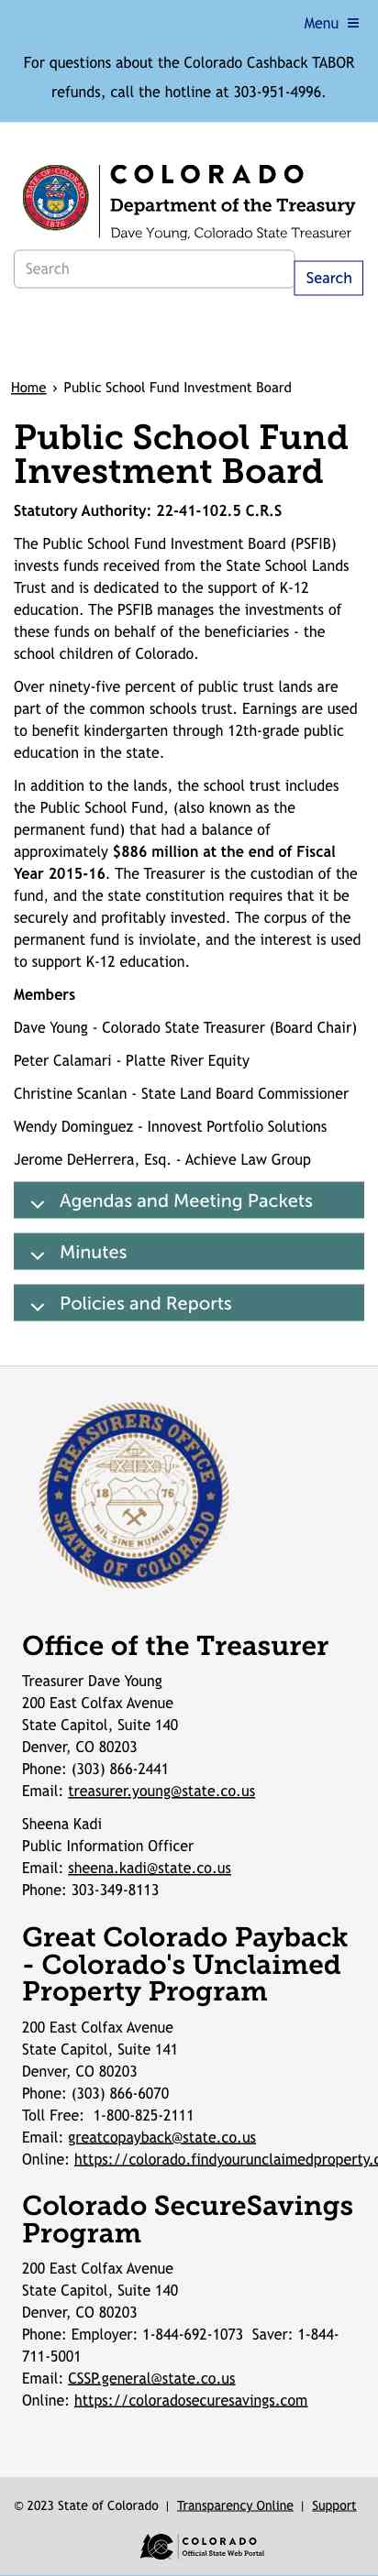 Menu
For questions about the Colorado Cashback TABOR
refunds, call the hotline at 303-951-4996.
STATE OF COLORADO
1876
COLORADO
Department of the Treasury
Dave Young, Colorado State Treasurer
Search
Search
Home › Public School Fund Investment Board
Public School Fund
Investment Board
Statutory Authority: 22-41-102.5 C.R.S
The Public School Fund Investment Board (PSFIB)
invests funds received from the State School Lands
Trust and is dedicated to the support of K-12
education. The PSFIB manages the investments of
these funds on behalf of the beneficiaries - the
school children of Colorado.
Over ninety-five percent of public trust lands are
part of the common schools trust. Earnings are used
to benefit kindergarten through 12th-grade public
education in the state.
In addition to the lands, the school trust includes
the Public School Fund, (also known as the
permanent fund) that had a balance of
approximately $886 million at the end of Fiscal
Year 2015-16. The Treasurer is the custodian of the
fund, and the state constitution requires that it be
securely and profitably invested. The corpus of the
permanent fund is inviolate, and the interest is used
to support K-12 education.
Members
Dave Young - Colorado State Treasurer (Board Chair)
Peter Calamari - Platte River Equity
Christine Scanlan - State Land Board Commissioner
Wendy Dominguez - Innovest Portfolio Solutions
Jerome DeHerrera, Esq. - Achieve Law Group
Agendas and Meeting Packets
Minutes
Policies and Reports
TREASURERS OFFICE
18 76
NIL SINE NUMINE
STATE OF COLORADO
Office of the Treasurer
Treasurer Dave Young
200 East Colfax Avenue
State Capitol, Suite 140
Denver, CO 80203
Phone: (303) 866-2441
Email: treasurer.young@state.co.us
Sheena Kadi
Public Information Officer
Email: sheena.kadi@state.co.us
Phone: 303-349-8113
Great Colorado Payback
- Colorado's Unclaimed
Property Program
200 East Colfax Avenue
State Capitol, Suite 141
Denver, CO 80203
Phone: (303) 866-6070
Toll Free: 1-800-825-2111
Email: greatcopayback@state.co.us
Online: https://colorado.findyourunclaimedproperty.c
Colorado SecureSavings
Program
200 East Colfax Avenue
State Capitol, Suite 140
Denver, CO 80203
Phone: Employer: 1-844-692-1073 Saver: 1-844-
711-5001
Email: CSSP.general@state.co.us
Online: https://coloradosecuresavings.com
© 2023 State of Colorado | Transparency Online | Support
COLORADO
Official State Web Portal